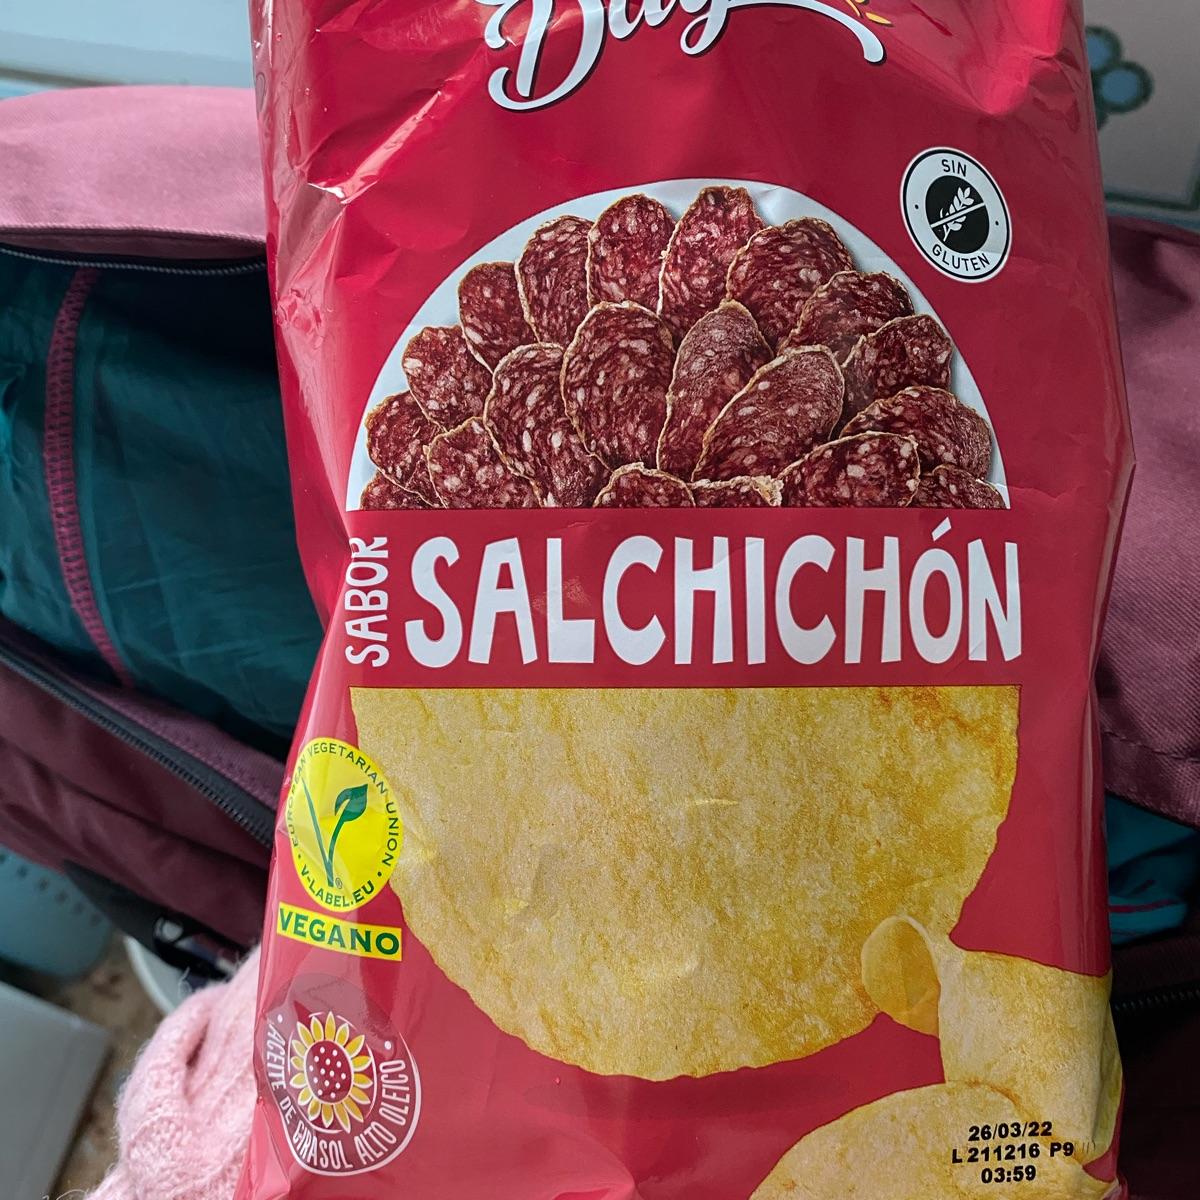 SIN
GLUTEN
SABOR
SALCHICHÓN
EUROPEAN VEGETARIAN UNION
V-LABEL.EU
VEGANO
ACEITE DE GIRASOL ALTO OLEICO
26/03/22
L 211216 P9
03:59